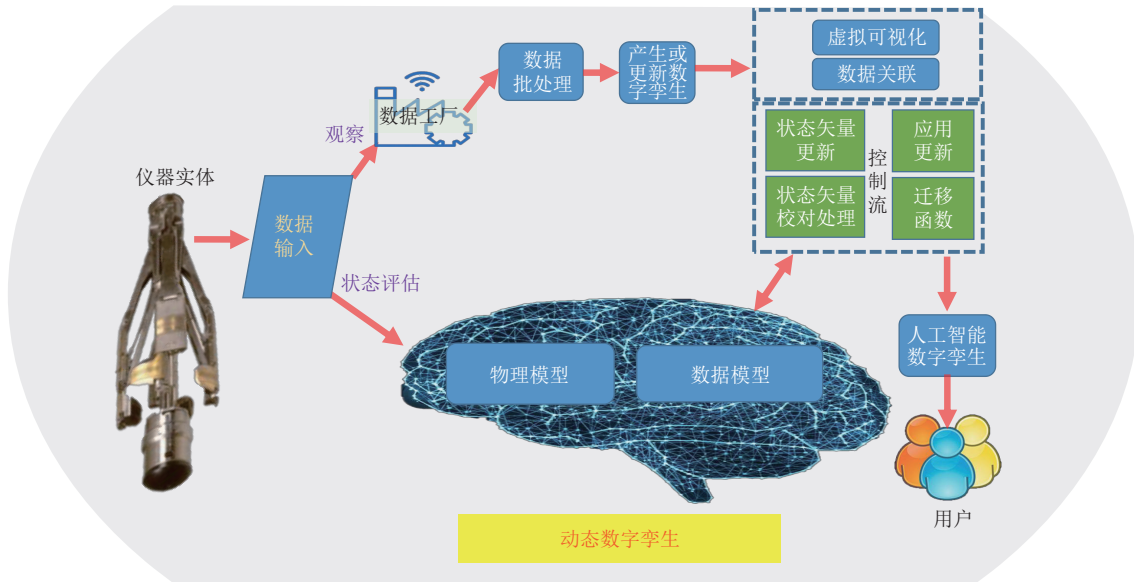 虚拟可视化
数据关联
数据
批处理
产生或
更新数
字孪生
数据工厂
观察
状态矢量
更新
应用
更新
控
制
流
状态矢量
校对处理
迁移
函数
仪器实体
数据
输入
状态评估
物理模型
数据模型
人工智能
数字孪生
用户
动态数字孪生